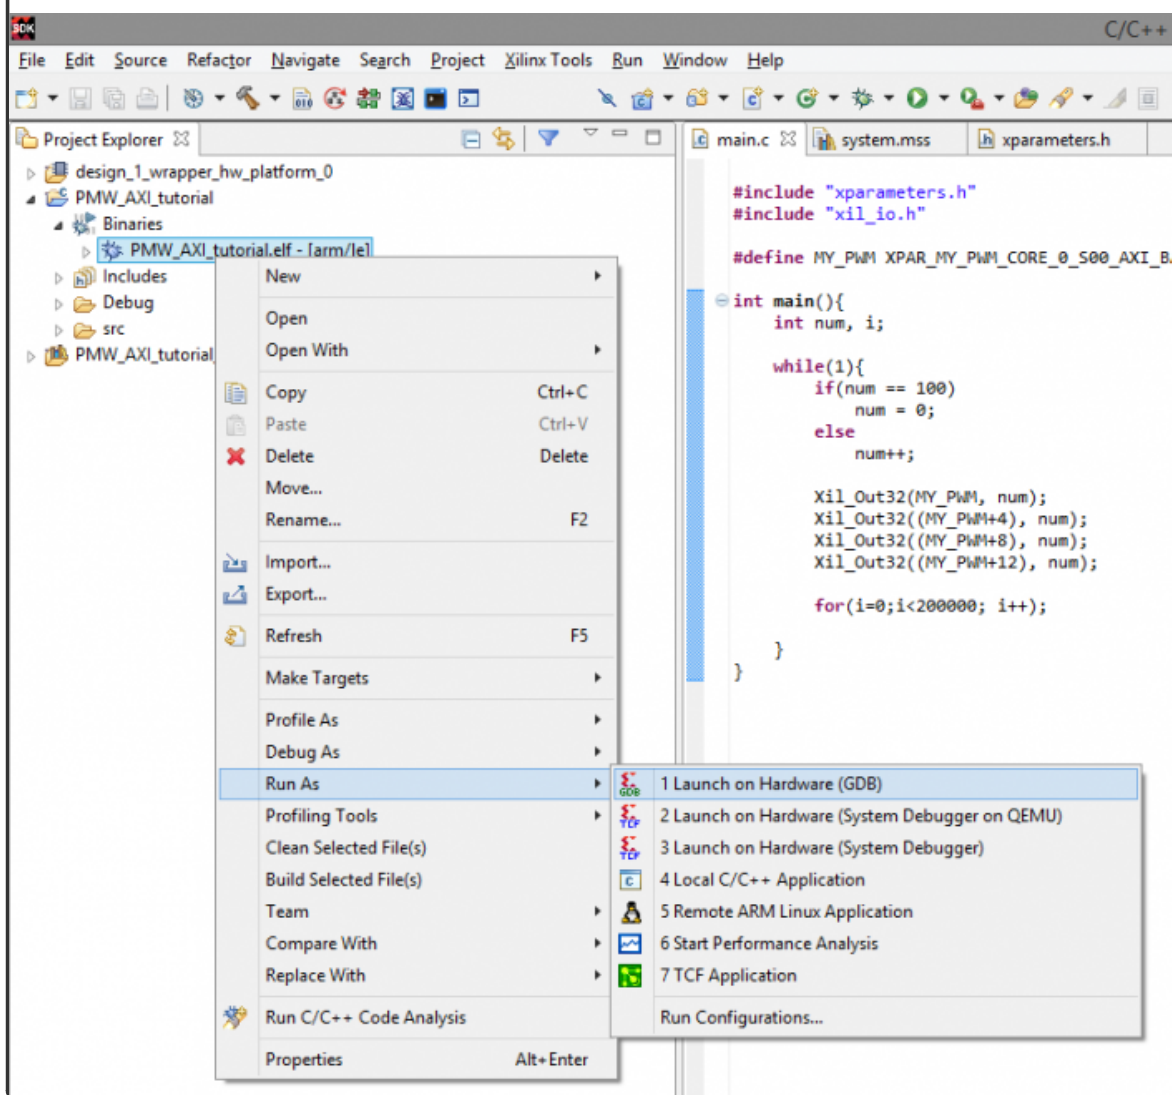 SDK
C/C++
File Edit Source Refactor Navigate Search Project Xilinx Tools Run Window Help
Project Explorer
design_1_wrapper_hw_platform_0
PMW_AXI_tutorial
Binaries
PMW_AXI_tutorial.elf - [arm/le]
Includes
Debug
src
PMW_AXI_tutorial
New
Open
Open With
Copy Ctrl+C
Paste Ctrl+V
Delete Delete
Move...
Rename... F2
Import...
Export...
Refresh F5
Make Targets
Profile As
Debug As
Run As
Profiling Tools
Clean Selected File(s)
Build Selected File(s)
Team
Compare With
Replace With
Run C/C++ Code Analysis
Properties Alt+Enter
GDB 1 Launch on Hardware (GDB)
TCF 2 Launch on Hardware (System Debugger on QEMU)
TCF 3 Launch on Hardware (System Debugger)
4 Local C/C++ Application
5 Remote ARM Linux Application
6 Start Performance Analysis
7 TCF Application
Run Configurations...
main.c system.mss xparameters.h
#include "xparameters.h"
#include "xil_io.h"
#define MY_PWM XPAR_MY_PWM_CORE_0_S00_AXI_BA
int main(){
int num, i;
while(1){
if(num == 100)
num = 0;
else
num++;
Xil_Out32(MY_PWM, num);
Xil_Out32((MY_PWM+4), num);
Xil_Out32((MY_PWM+8), num);
Xil_Out32((MY_PWM+12), num);
for(i=0;i<200000; i++);
}
}